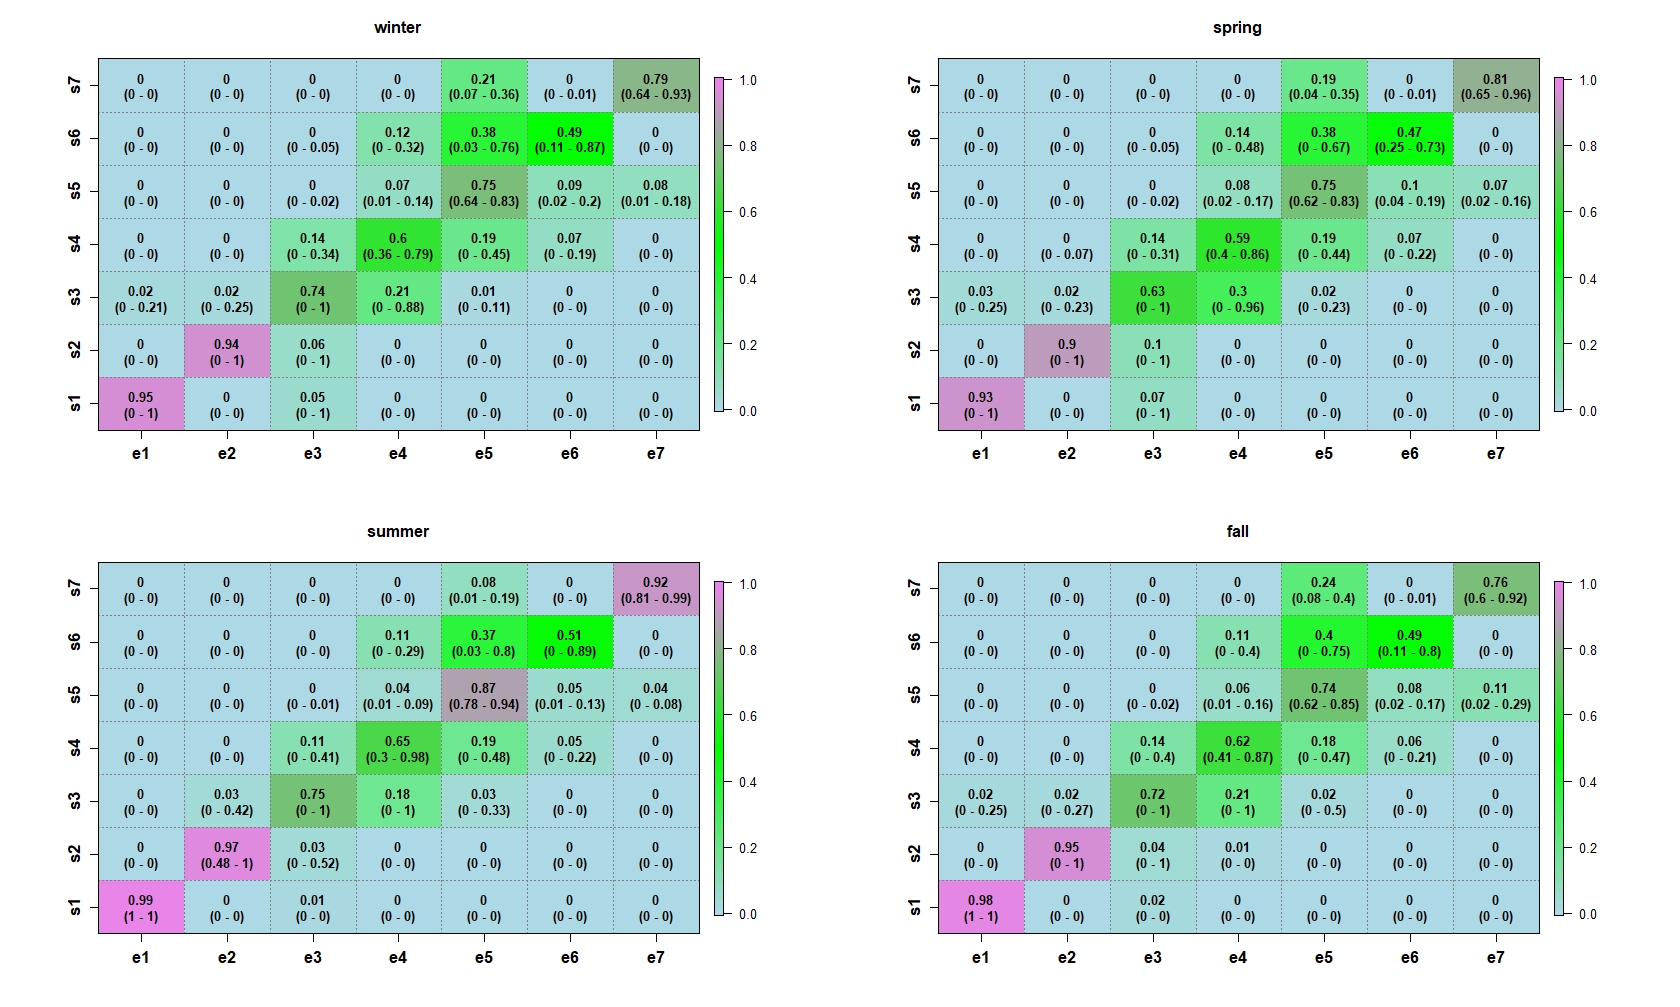 winter
s7 0 0 0 0 0.21 0 0.79 1.0
(0 - 0) (0 - 0) (0 - 0) (0 - 0) (0.07 - 0.36) (0 - 0.01) (0.64 - 0.93)
s6 0 0 0 0.12 0.38 0.49 0 0.8
(0 - 0) (0 - 0) (0 - 0.05) (0 - 0.32) (0.03 - 0.76) (0.11 - 0.87) (0 - 0)
s5 0 0 0 0.07 0.75 0.09 0.08 0.6
(0 - 0) (0 - 0) (0 - 0.02) (0.01 - 0.14) (0.64 - 0.83) (0.02 - 0.2) (0.01 - 0.18)
s4 0 0 0.14 0.6 0.19 0.07 0
(0 - 0) (0 - 0) (0 - 0.34) (0.36 - 0.79) (0 - 0.45) (0 - 0.19) (0 - 0)
s3 0.02 0.02 0.74 0.21 0.01 0 0 0.4
(0 - 0.21) (0 - 0.25) (0 - 1) (0 - 0.88) (0 - 0.11) (0 - 0) (0 - 0)
s2 0 0.94 0.06 0 0 0 0 0.2
(0 - 0) (0 - 1) (0 - 1) (0 - 0) (0 - 0) (0 - 0) (0 - 0)
s1 0.95 0 0.05 0 0 0 0 0.0
(0 - 1) (0 - 0) (0 - 1) (0 - 0) (0 - 0) (0 - 0) (0 - 0)
e1 e2 e3 e4 e5 e6 e7
spring
s7 0 0 0 0 0.19 0 0.81 1.0
(0 - 0) (0 - 0) (0 - 0) (0 - 0) (0.04 - 0.35) (0 - 0.01) (0.65 - 0.96)
s6 0 0 0 0.14 0.38 0.47 0 0.8
(0 - 0) (0 - 0) (0 - 0.05) (0 - 0.48) (0 - 0.67) (0.25 - 0.73) (0 - 0)
s5 0 0 0 0.08 0.75 0.1 0.07 0.6
(0 - 0) (0 - 0) (0 - 0.02) (0.02 - 0.17) (0.62 - 0.83) (0.04 - 0.19) (0.02 - 0.16)
s4 0 0 0.14 0.59 0.19 0.07 0
(0 - 0) (0 - 0.07) (0 - 0.31) (0.4 - 0.86) (0 - 0.44) (0 - 0.22) (0 - 0)
s3 0.03 0.02 0.63 0.3 0.02 0 0 0.4
(0 - 0.25) (0 - 0.23) (0 - 1) (0 - 0.96) (0 - 0.23) (0 - 0) (0 - 0)
s2 0 0.9 0.1 0 0 0 0 0.2
(0 - 0) (0 - 1) (0 - 1) (0 - 0) (0 - 0) (0 - 0) (0 - 0)
s1 0.93 0 0.07 0 0 0 0 0.0
(0 - 1) (0 - 0) (0 - 1) (0 - 0) (0 - 0) (0 - 0) (0 - 0)
e1 e2 e3 e4 e5 e6 e7
summer
s7 0 0 0 0 0.08 0 0.92 1.0
(0 - 0) (0 - 0) (0 - 0) (0 - 0) (0.01 - 0.19) (0 - 0) (0.81 - 0.99)
s6 0 0 0 0.11 0.37 0.51 0 0.8
(0 - 0) (0 - 0) (0 - 0) (0 - 0.29) (0.03 - 0.8) (0 - 0.89) (0 - 0)
s5 0 0 0 0.04 0.87 0.05 0.04 0.6
(0 - 0) (0 - 0) (0 - 0.01) (0.01 - 0.09) (0.78 - 0.94) (0.01 - 0.13) (0 - 0.08)
s4 0 0 0.11 0.65 0.19 0.05 0
(0 - 0) (0 - 0) (0 - 0.41) (0.3 - 0.98) (0 - 0.48) (0 - 0.22) (0 - 0)
s3 0 0.03 0.75 0.18 0.03 0 0 0.4
(0 - 0) (0 - 0.42) (0 - 1) (0 - 1) (0 - 0.33) (0 - 0) (0 - 0)
s2 0 0.97 0.03 0 0 0 0 0.2
(0 - 0) (0.48 - 1) (0 - 0.52) (0 - 0) (0 - 0) (0 - 0) (0 - 0)
s1 0.99 0 0.01 0 0 0 0 0.0
(1 - 1) (0 - 0) (0 - 0) (0 - 0) (0 - 0) (0 - 0) (0 - 0)
e1 e2 e3 e4 e5 e6 e7
fall
s7 0 0 0 0 0.24 0 0.76 1.0
(0 - 0) (0 - 0) (0 - 0) (0 - 0) (0.08 - 0.4) (0 - 0.01) (0.6 - 0.92)
s6 0 0 0 0.11 0.4 0.49 0 0.8
(0 - 0) (0 - 0) (0 - 0) (0 - 0.4) (0 - 0.75) (0.11 - 0.8) (0 - 0)
s5 0 0 0 0.06 0.74 0.08 0.11 0.6
(0 - 0) (0 - 0) (0 - 0.02) (0.01 - 0.16) (0.62 - 0.85) (0.02 - 0.17) (0.02 - 0.29)
s4 0 0 0.14 0.62 0.18 0.06 0
(0 - 0) (0 - 0) (0 - 0.4) (0.41 - 0.87) (0 - 0.47) (0 - 0.21) (0 - 0)
s3 0.02 0.02 0.72 0.21 0.02 0 0 0.4
(0 - 0.25) (0 - 0.27) (0 - 1) (0 - 1) (0 - 0.5) (0 - 0) (0 - 0)
s2 0 0.95 0.04 0.01 0 0 0 0.2
(0 - 0) (0 - 1) (0 - 1) (0 - 0) (0 - 0) (0 - 0) (0 - 0)
s1 0.98 0 0.02 0 0 0 0 0.0
(1 - 1) (0 - 0) (0 - 0) (0 - 0) (0 - 0) (0 - 0) (0 - 0)
e1 e2 e3 e4 e5 e6 e7